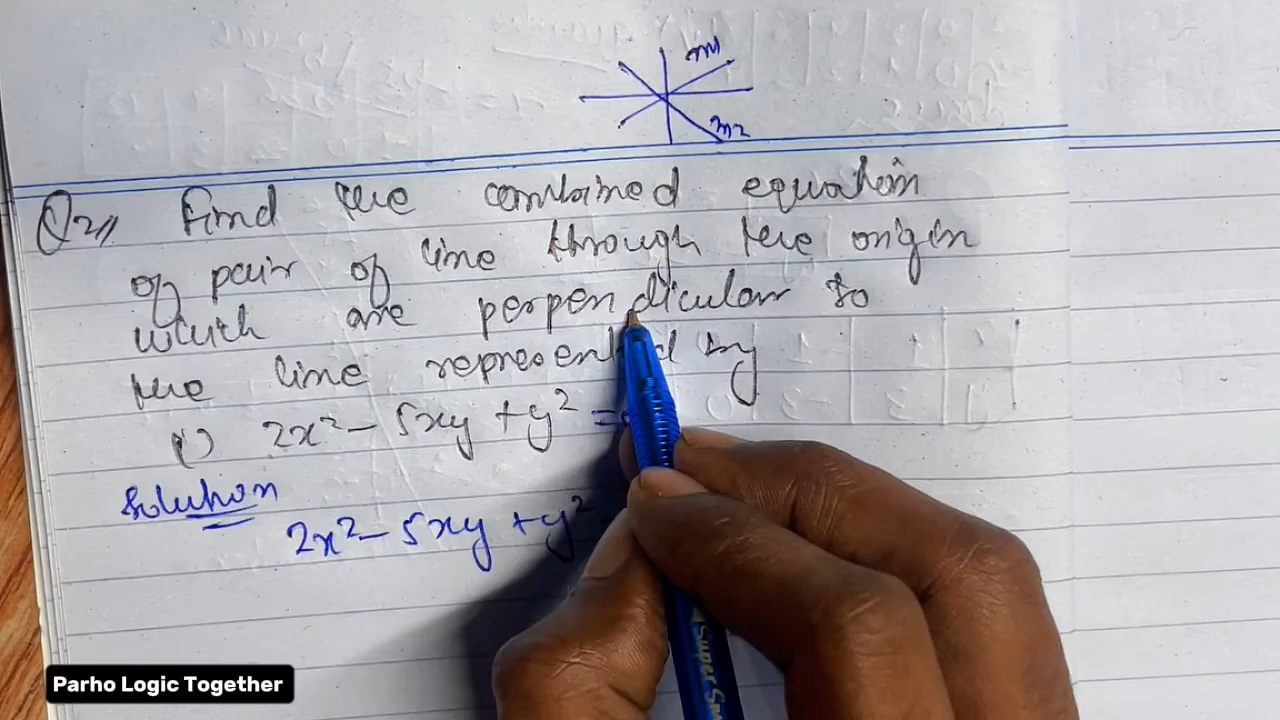 m1
m2
Q2// Find the combined equation
of pair of line through the origin
which are perpendicular to
the line represented by
(i) 2x² - 5xy + y² =
Solution
2x² - 5xy + y²
Parho Logic Together